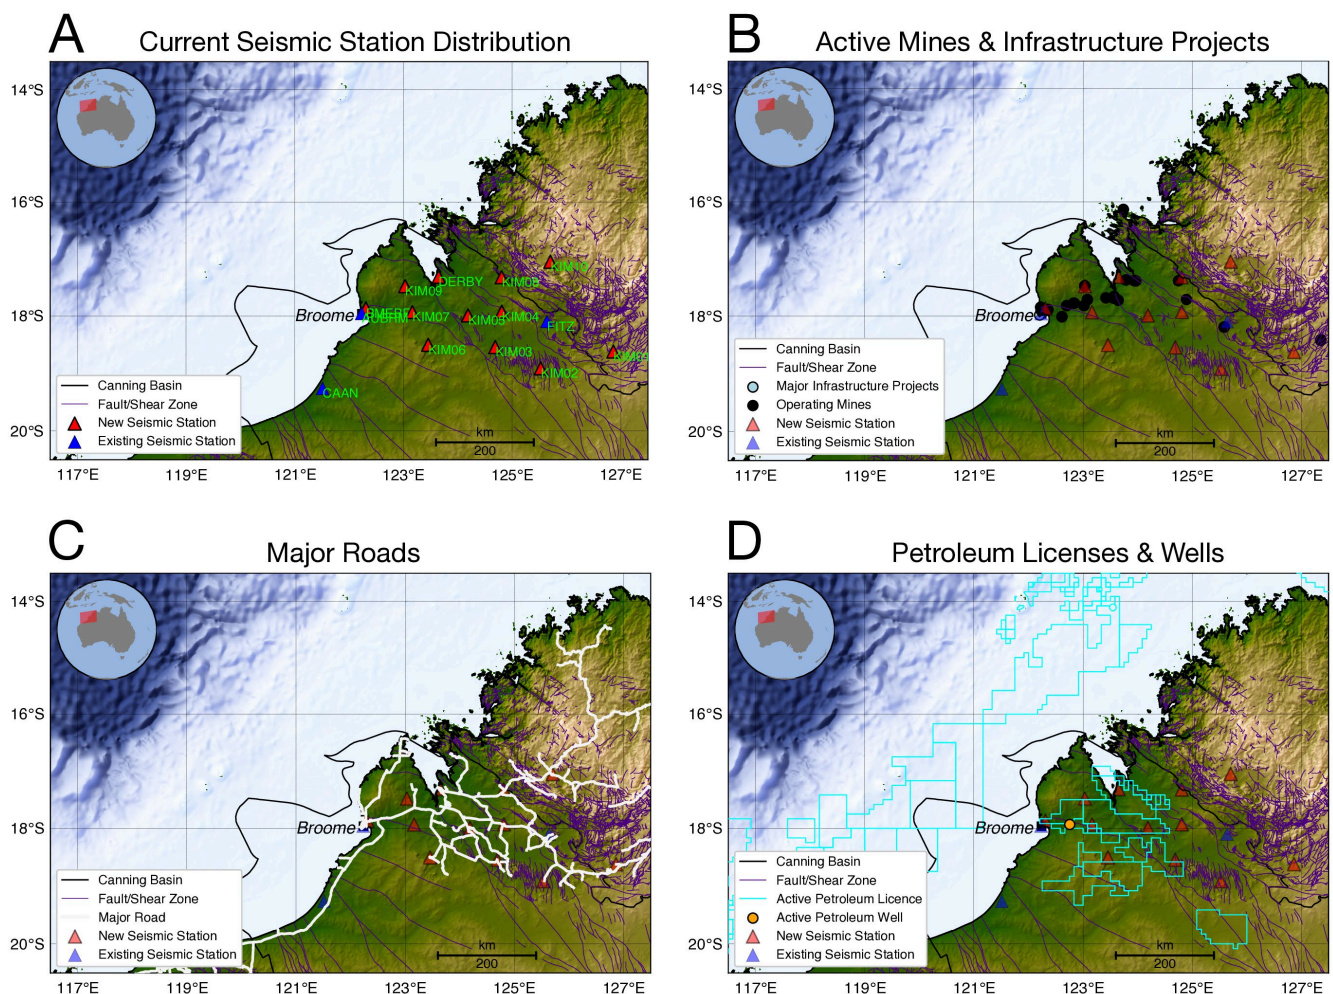 A
Current Seismic Station Distribution
14°S
16°S
18°S
20°S
Broome
DERBY
KIM09
KIM07
KIM05
KIM04
KIM06
KIM03
KIM02
FITZ
CAAN
Canning Basin
Fault/Shear Zone
New Seismic Station
Existing Seismic Station
km
200
117°E
119°E
121°E
123°E
125°E
127°E
B
Active Mines & Infrastructure Projects
14°S
16°S
18°S
20°S
Broome
Canning Basin
Fault/Shear Zone
Major Infrastructure Projects
Operating Mines
New Seismic Station
Existing Seismic Station
km
200
117°E
119°E
121°E
123°E
125°E
127°E
C
Major Roads
14°S
16°S
18°S
20°S
Broome
Canning Basin
Fault/Shear Zone
Major Road
New Seismic Station
Existing Seismic Station
km
200
117°E
119°E
121°E
123°E
125°E
127°E
D
Petroleum Licenses & Wells
14°S
16°S
18°S
20°S
Broome
Canning Basin
Fault/Shear Zone
Active Petroleum Licence
Active Petroleum Well
New Seismic Station
Existing Seismic Station
km
200
117°E
119°E
121°E
123°E
125°E
127°E